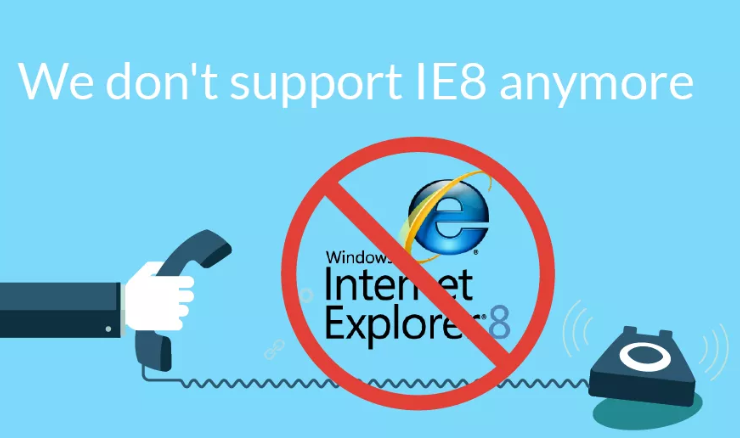 We don't support IE8 anymore
Windows
Internet
Explorer 8